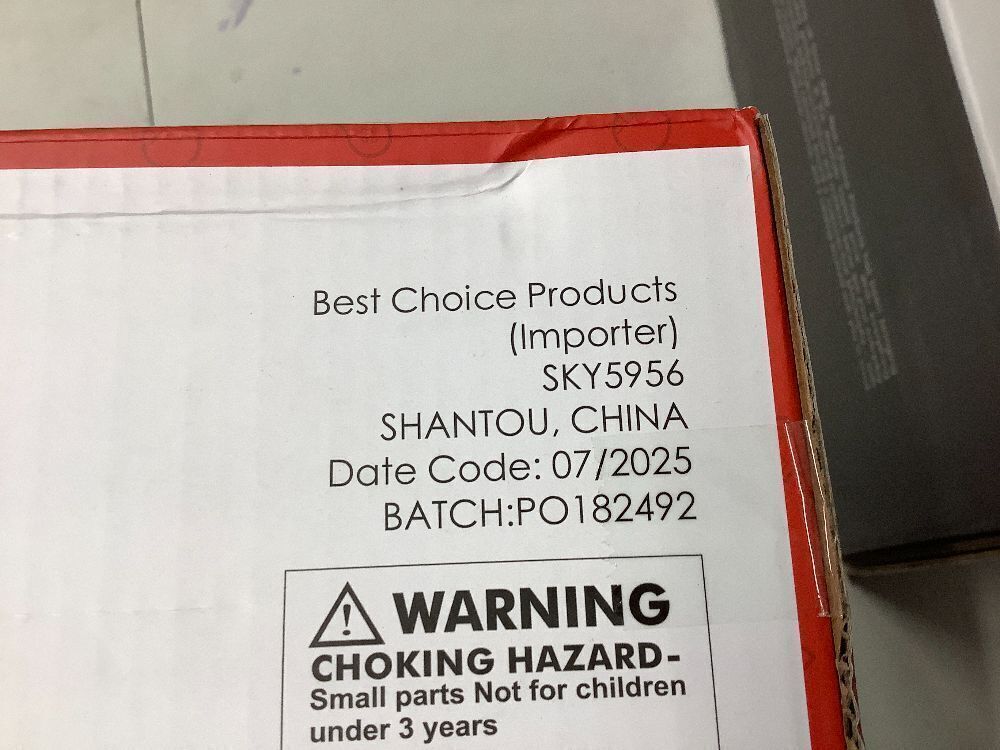 Best Choice Products
(Importer)
SKY5956
SHANTOU, CHINA
Date Code: 07/2025
BATCH:PO182492
WARNING
CHOKING HAZARD-
Small parts Not for children
under 3 years